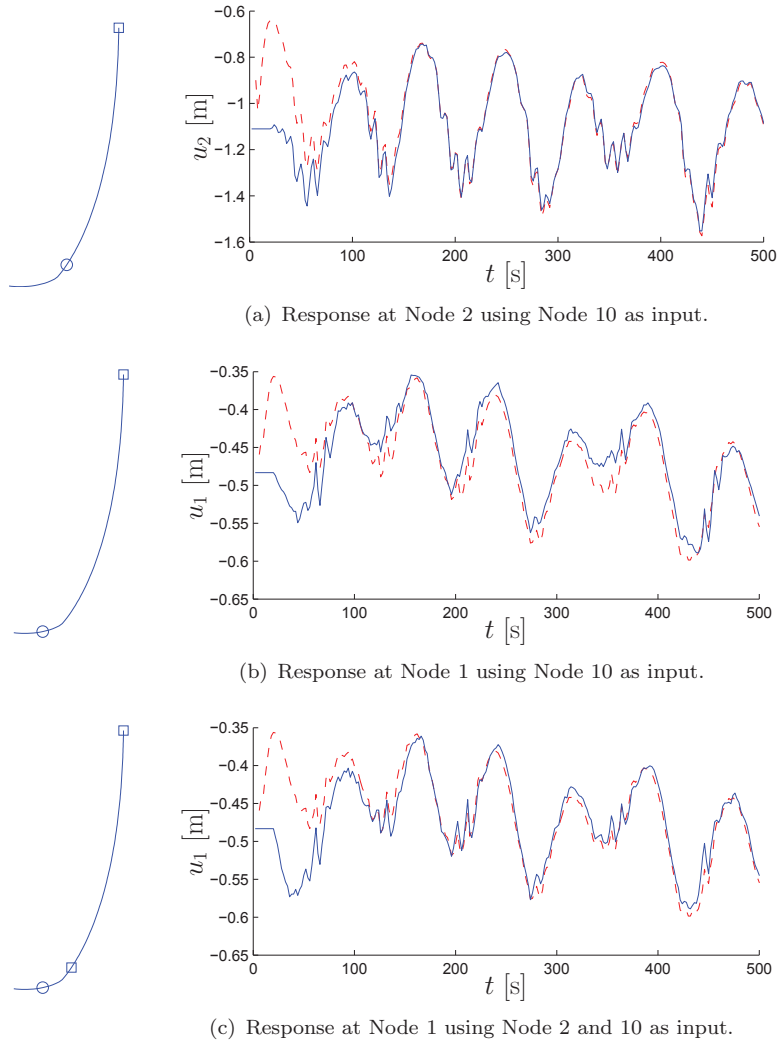 −0.6
−0.8
−1
−1.2
−1.4
−1.6
u₂ [m]
0 100 200 300 400 500
t [s]
(a) Response at Node 2 using Node 10 as input.
−0.35
−0.4
−0.45
−0.5
−0.55
−0.6
−0.65
u₁ [m]
0 100 200 300 400 500
t [s]
(b) Response at Node 1 using Node 10 as input.
−0.35
−0.4
−0.45
−0.5
−0.55
−0.6
−0.65
u₁ [m]
0 100 200 300 400 500
t [s]
(c) Response at Node 1 using Node 2 and 10 as input.